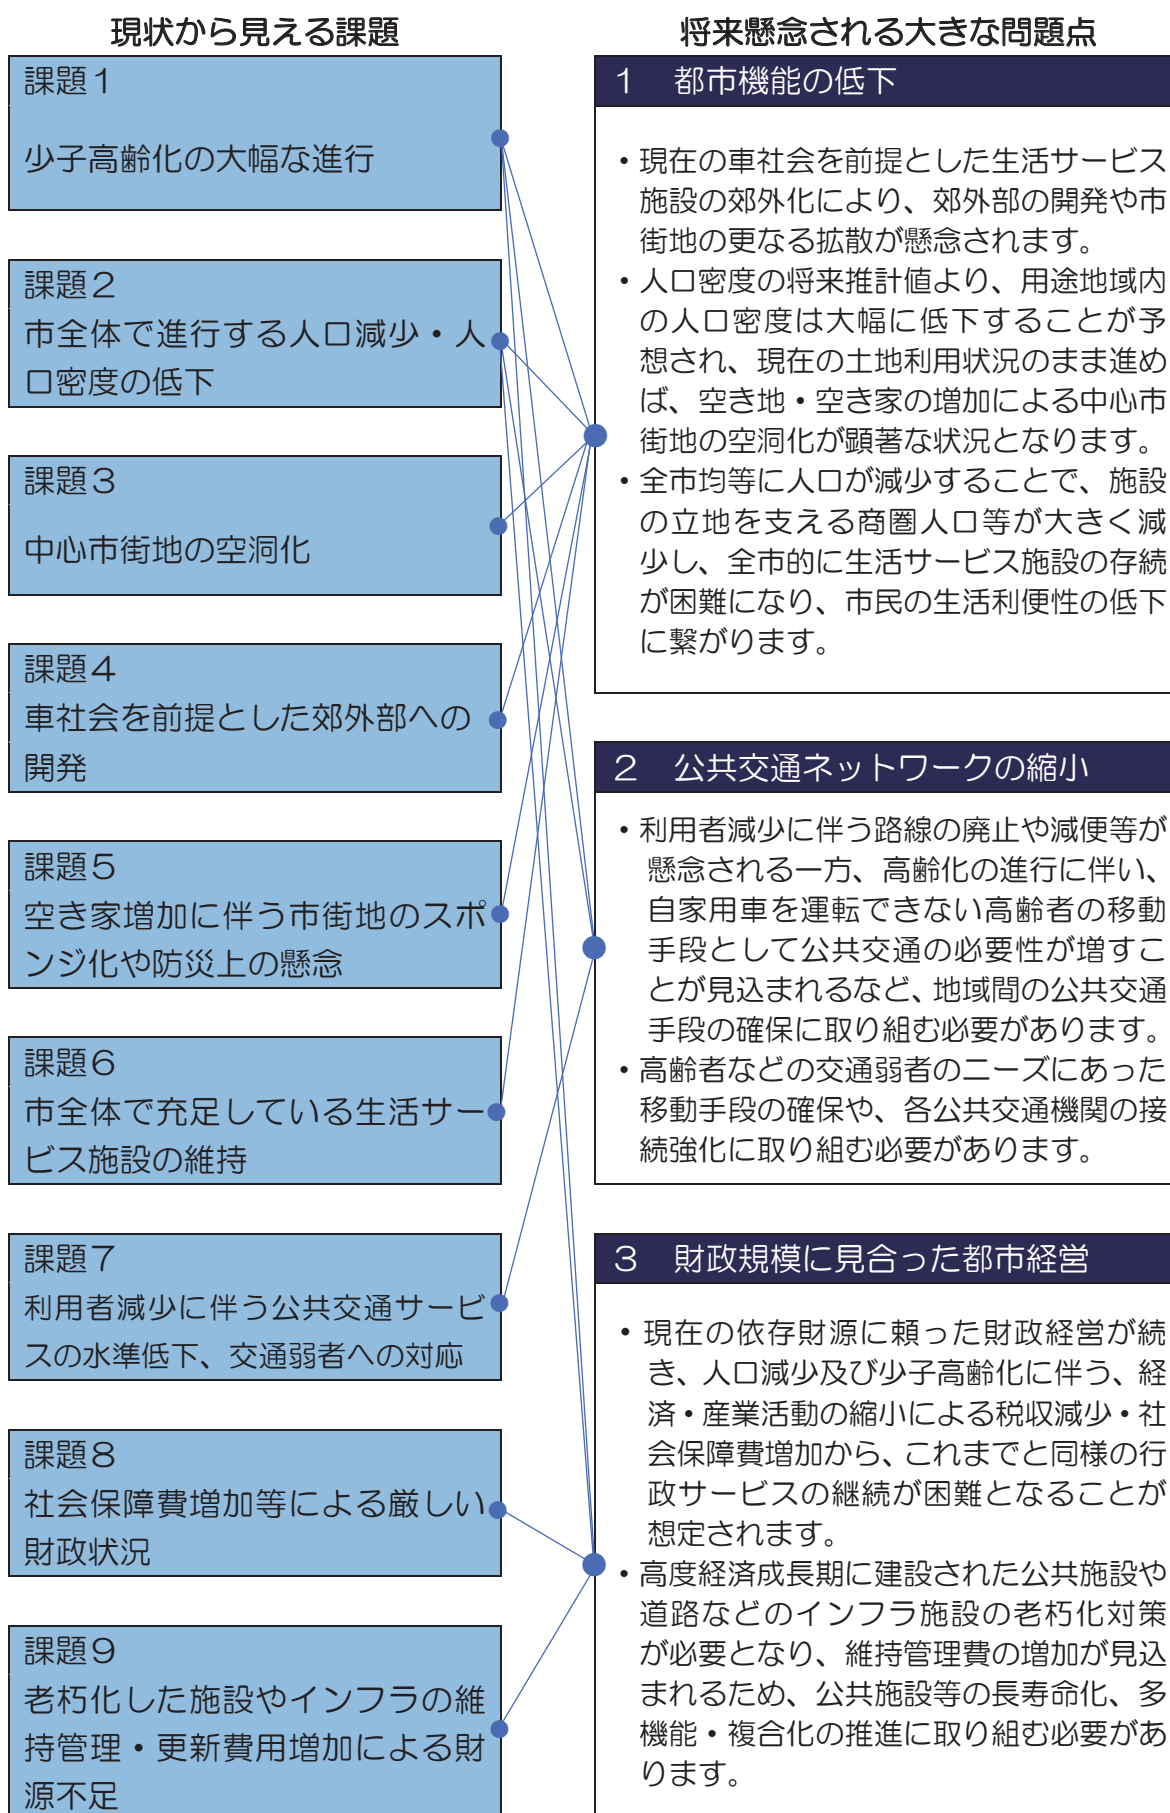 現状から見える課題
課題１
少子高齢化の大幅な進行
課題２
市全体で進行する人口減少・人
口密度の低下
課題３
中心市街地の空洞化
課題４
車社会を前提とした郊外部への
開発
課題５
空き家増加に伴う市街地のスポ
ンジ化や防災上の懸念
課題６
市全体で充足している生活サー
ビス施設の維持
課題７
利用者減少に伴う公共交通サービ
スの水準低下、交通弱者への対応
課題８
社会保障費増加等による厳しい
財政状況
課題９
老朽化した施設やインフラの維
持管理・更新費用増加による財
源不足
将来懸念される大きな問題点
１　都市機能の低下
・現在の車社会を前提とした生活サービス
施設の郊外化により、郊外部の開発や市
街地の更なる拡散が懸念されます。
・人口密度の将来推計値より、用途地域内
の人口密度は大幅に低下することが予
想され、現在の土地利用状況のまま進め
ば、空き地・空き家の増加による中心市
街地の空洞化が顕著な状況となります。
・全市均等に人口が減少することで、施設
の立地を支える商圏人口等が大きく減
少し、全市的に生活サービス施設の存続
が困難になり、市民の生活利便性の低下
に繋がります。
２　公共交通ネットワークの縮小
・利用者減少に伴う路線の廃止や減便等が
懸念される一方、高齢化の進行に伴い、
自家用車を運転できない高齢者の移動
手段として公共交通の必要性が増すこ
とが見込まれるなど、地域間の公共交通
手段の確保に取り組む必要があります。
・高齢者などの交通弱者のニーズにあった
移動手段の確保や、各公共交通機関の接
続強化に取り組む必要があります。
３　財政規模に見合った都市経営
・現在の依存財源に頼った財政経営が続
き、人口減少及び少子高齢化に伴う、経
済・産業活動の縮小による税収減少・社
会保障費増加から、これまでと同様の行
政サービスの継続が困難となることが
想定されます。
・高度経済成長期に建設された公共施設や
道路などのインフラ施設の老朽化対策
が必要となり、維持管理費の増加が見込
まれるため、公共施設等の長寿命化、多
機能・複合化の推進に取り組む必要があ
ります。